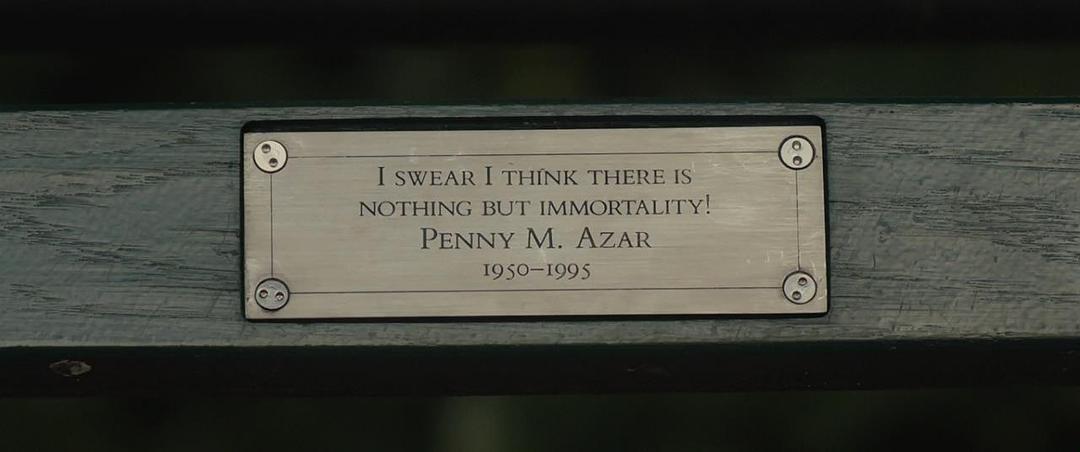 I SWEAR I THINK THERE IS
NOTHING BUT IMMORTALITY!
PENNY M. AZAR
1950–1995